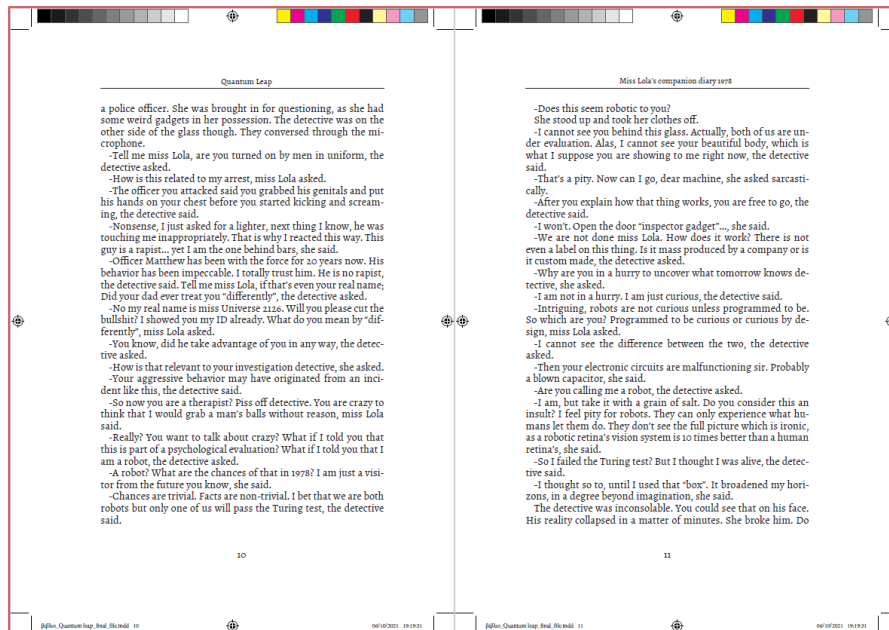 Quantum Leap
a police officer. She was brought in for questioning, as she had
some weird gadgets in her possession. The detective was on the
other side of the glass though. They conversed through the mi-
crophone.
-Tell me miss Lola, are you turned on by men in uniform, the
detective asked.
-How is this related to my arrest, miss Lola asked.
-The officer you attacked said you grabbed his genitals and put
his hands on your chest before you started kicking and scream-
ing, the detective said.
-Nonsense, I just asked for a lighter, next thing I know, he was
touching me inappropriately. That is why I reacted this way. This
guy is a rapist... yet I am the one behind bars, she said.
-Officer Matthew has been with the force for 20 years now. His
behavior has been impeccable. I totally trust him. He is no rapist,
the detective said. Tell me miss Lola, if that's even your real name;
Did your dad ever treat you "differently", the detective asked.
-No my real name is miss Universe 2126. Will you please cut the
bullshit? I showed you my ID already. What do you mean by "dif-
ferently", miss Lola asked.
-You know, did he take advantage of you in any way, the detec-
tive asked.
-How is that relevant to your investigation detective, she asked.
-Your aggressive behavior may have originated from an inci-
dent like this, the detective said.
-So now you are a therapist? Piss off detective. You are crazy to
think that I would grab a man's balls without reason, miss Lola
said.
-Really? You want to talk about crazy? What if I told you that
this is part of a psychological evaluation? What if I told you that I
am a robot, the detective asked.
-A robot? What are the chances of that in 1978? I am just a visi-
tor from the future you know, she said.
-Chances are trivial. Facts are non-trivial. I bet that we are both
robots but only one of us will pass the Turing test, the detective
said.
10
βιβλιο_Quantum leap_final_file.indd 10
06/10/2021 19:19:31
Miss Lola's companion diary 1978
-Does this seem robotic to you?
She stood up and took her clothes off.
-I cannot see you behind this glass. Actually, both of us are un-
der evaluation. Alas, I cannot see your beautiful body, which is
what I suppose you are showing to me right now, the detective
said.
-That's a pity. Now can I go, dear machine, she asked sarcasti-
cally.
-After you explain how that thing works, you are free to go, the
detective said.
-I won't. Open the door "inspector gadget"..., she said.
-We are not done miss Lola. How does it work? There is not
even a label on this thing. Is it mass produced by a company or is
it custom made, the detective asked.
-Why are you in a hurry to uncover what tomorrow knows de-
tective, she asked.
-I am not in a hurry. I am just curious, the detective said.
-Intriguing, robots are not curious unless programmed to be.
So which are you? Programmed to be curious or curious by de-
sign, miss Lola asked.
-I cannot see the difference between the two, the detective
asked.
-Then your electronic circuits are malfunctioning sir. Probably
a blown capacitor, she said.
-Are you calling me a robot, the detective asked.
-I am, but take it with a grain of salt. Do you consider this an
insult? I feel pity for robots. They can only experience what hu-
mans let them do. They don't see the full picture which is ironic,
as a robotic retina's vision system is 10 times better than a human
retina's, she said.
-So I failed the Turing test? But I thought I was alive, the detec-
tive said.
-I thought so to, until I used that "box". It broadened my hori-
zons, in a degree beyond imagination, she said.
The detective was inconsolable. You could see that on his face.
His reality collapsed in a matter of minutes. She broke him. Do
11
βιβλιο_Quantum leap_final_file.indd 11
06/10/2021 19:19:31